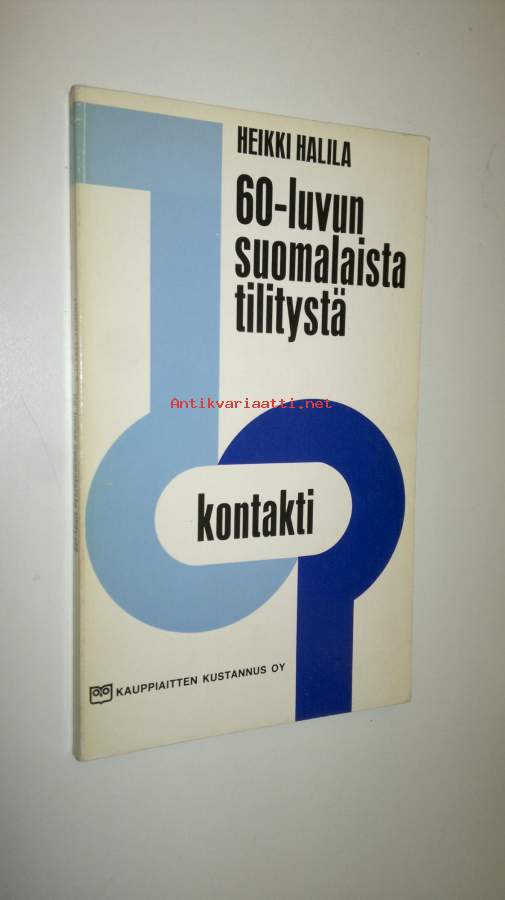 HEIKKI HALILA
60-luvun
suomalaista
tilitystä
Antikvariaatti.net
kontakti
KAUPPIAITTEN KUSTANNUS OY